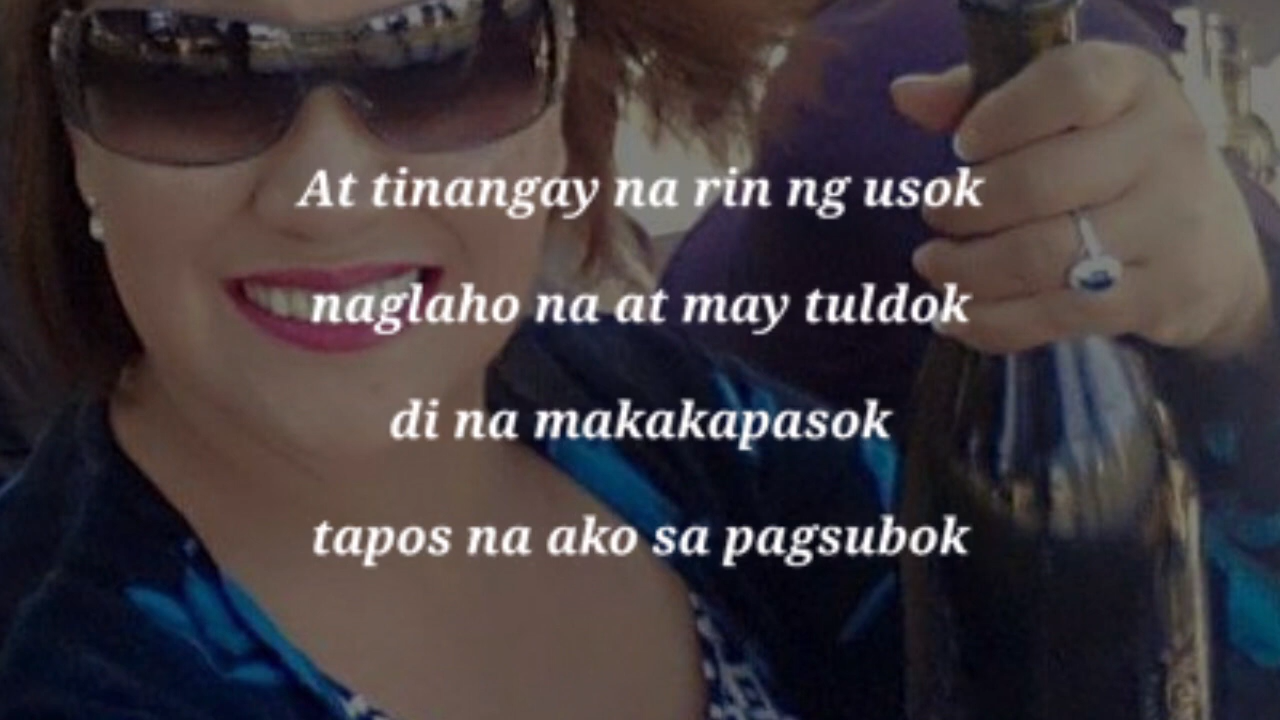 At tinangay na rin ng usok
naglaho na at may tuldok
di na makakapasok
tapos na ako sa pagsubok